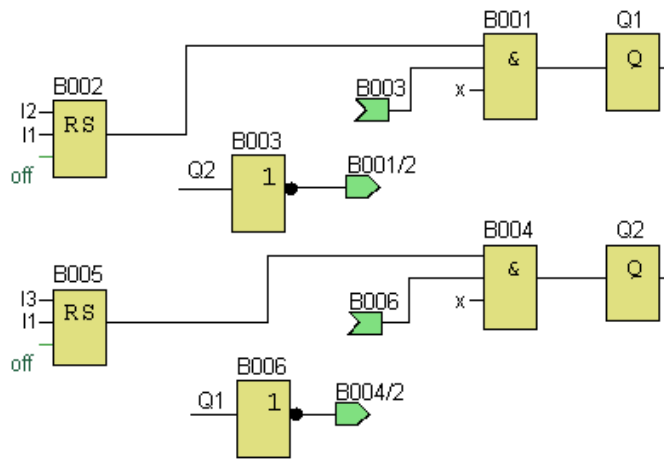 B001
Q1
B002
B003
&
Q
I2
I1
RS
x
off
B003
Q2
1
B001/2
B004
Q2
B005
&
Q
I3
I1
RS
B006
x
off
B006
Q1
1
B004/2